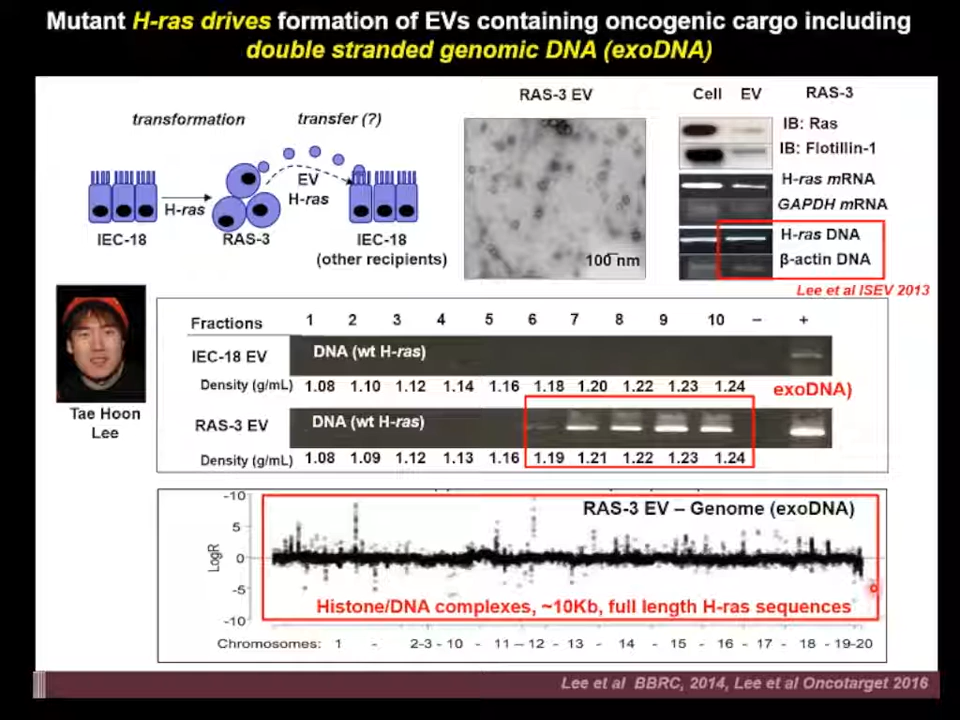 Mutant H-ras drives formation of EVs containing oncogenic cargo including
double stranded genomic DNA (exoDNA)
transformation
transfer (?)
H-ras
EV
H-ras
IEC-18
RAS-3
IEC-18
(other recipients)
RAS-3 EV
100 nm
Cell EV RAS-3
IB: Ras
IB: Flotillin-1
H-ras mRNA
GAPDH mRNA
H-ras DNA
β-actin DNA
Lee et al ISEV 2013
Tae Hoon
Lee
Fractions 1 2 3 4 5 6 7 8 9 10 – +
IEC-18 EV DNA (wt H-ras)
Density (g/mL) 1.08 1.10 1.12 1.14 1.16 1.18 1.20 1.22 1.23 1.24 exoDNA)
RAS-3 EV DNA (wt H-ras)
Density (g/mL) 1.08 1.09 1.12 1.13 1.16 1.19 1.21 1.22 1.23 1.24
RAS-3 EV – Genome (exoDNA)
-10
5
0
-5
-10
LogR
Histone/DNA complexes, ~10Kb, full length H-ras sequences
Chromosomes: 1 - 2-3 - 10 - 11 - 12 - 13 - 14 - 15 - 16 - 17 - 18 - 19-20
Lee et al BBRC, 2014, Lee et al Oncotarget 2016